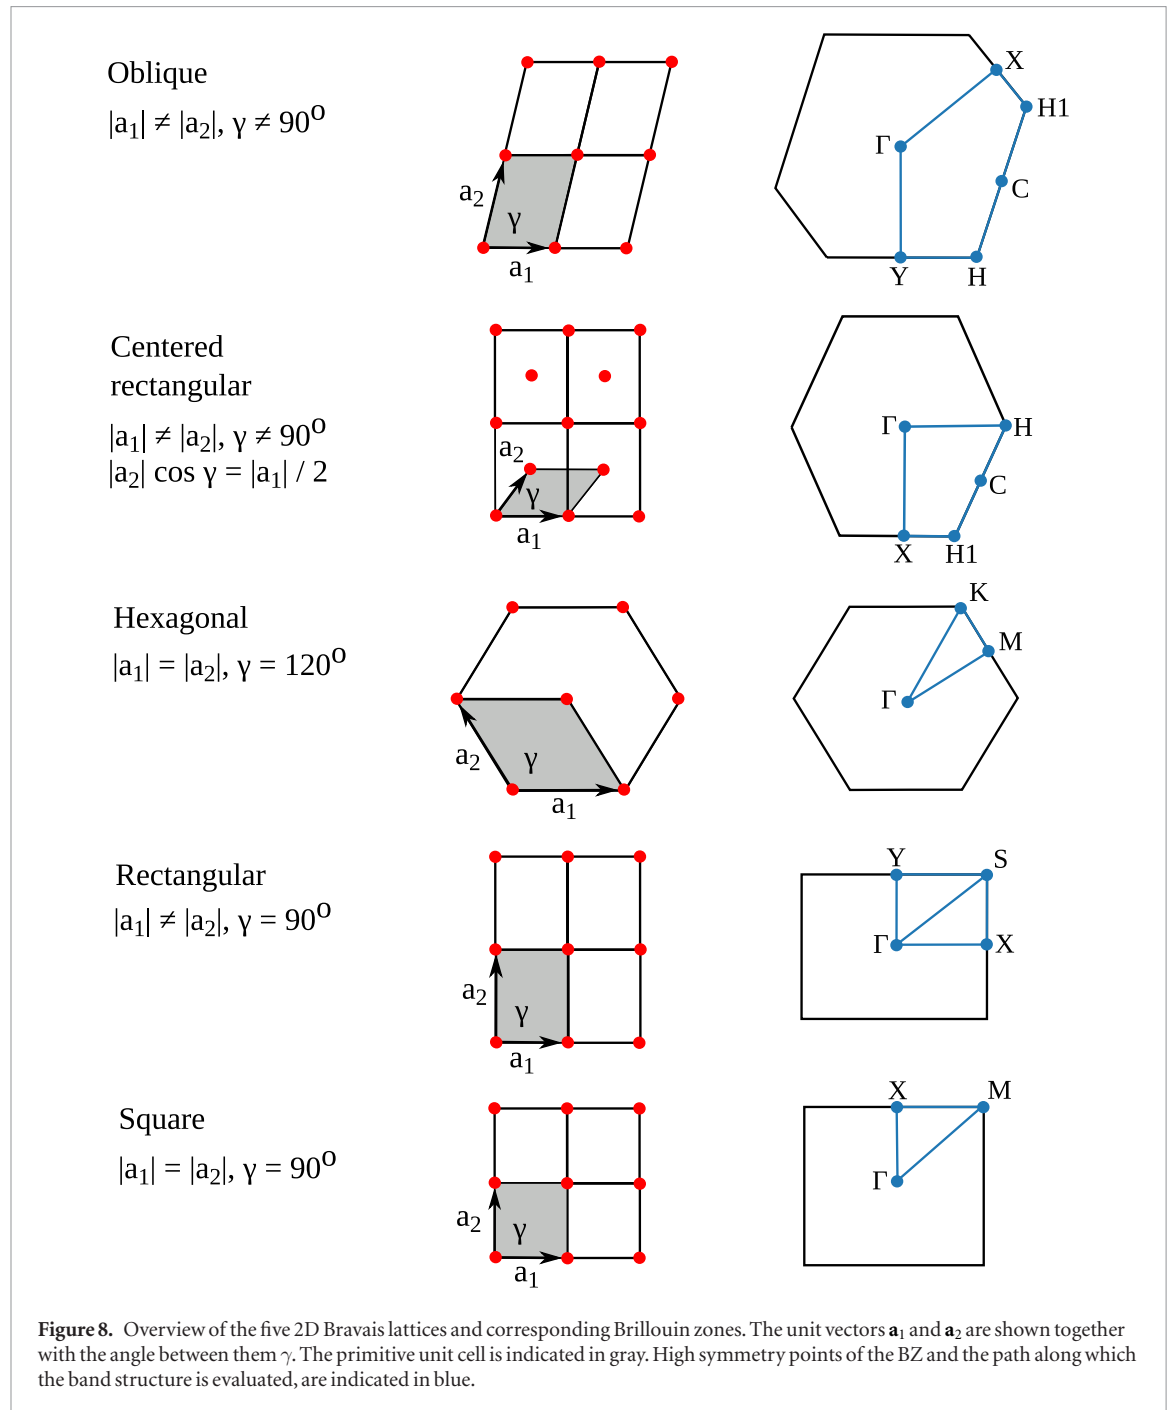 Oblique
|a1| ≠ |a2|, γ ≠ 90o
a2
γ
a1
X
H1
Γ
C
Y
H
Centered
rectangular
|a1| ≠ |a2|, γ ≠ 90o
|a2| cos γ = |a1| / 2
a2
γ
a1
Γ
H
C
X
H1
Hexagonal
|a1| = |a2|, γ = 120o
a2
γ
a1
K
M
Γ
Rectangular
|a1| ≠ |a2|, γ = 90o
a2
γ
a1
Y
S
Γ
X
Square
|a1| = |a2|, γ = 90o
a2
γ
a1
X
M
Γ
Figure 8. Overview of the five 2D Bravais lattices and corresponding Brillouin zones. The unit vectors a1 and a2 are shown together
with the angle between them γ. The primitive unit cell is indicated in gray. High symmetry points of the BZ and the path along which
the band structure is evaluated, are indicated in blue.